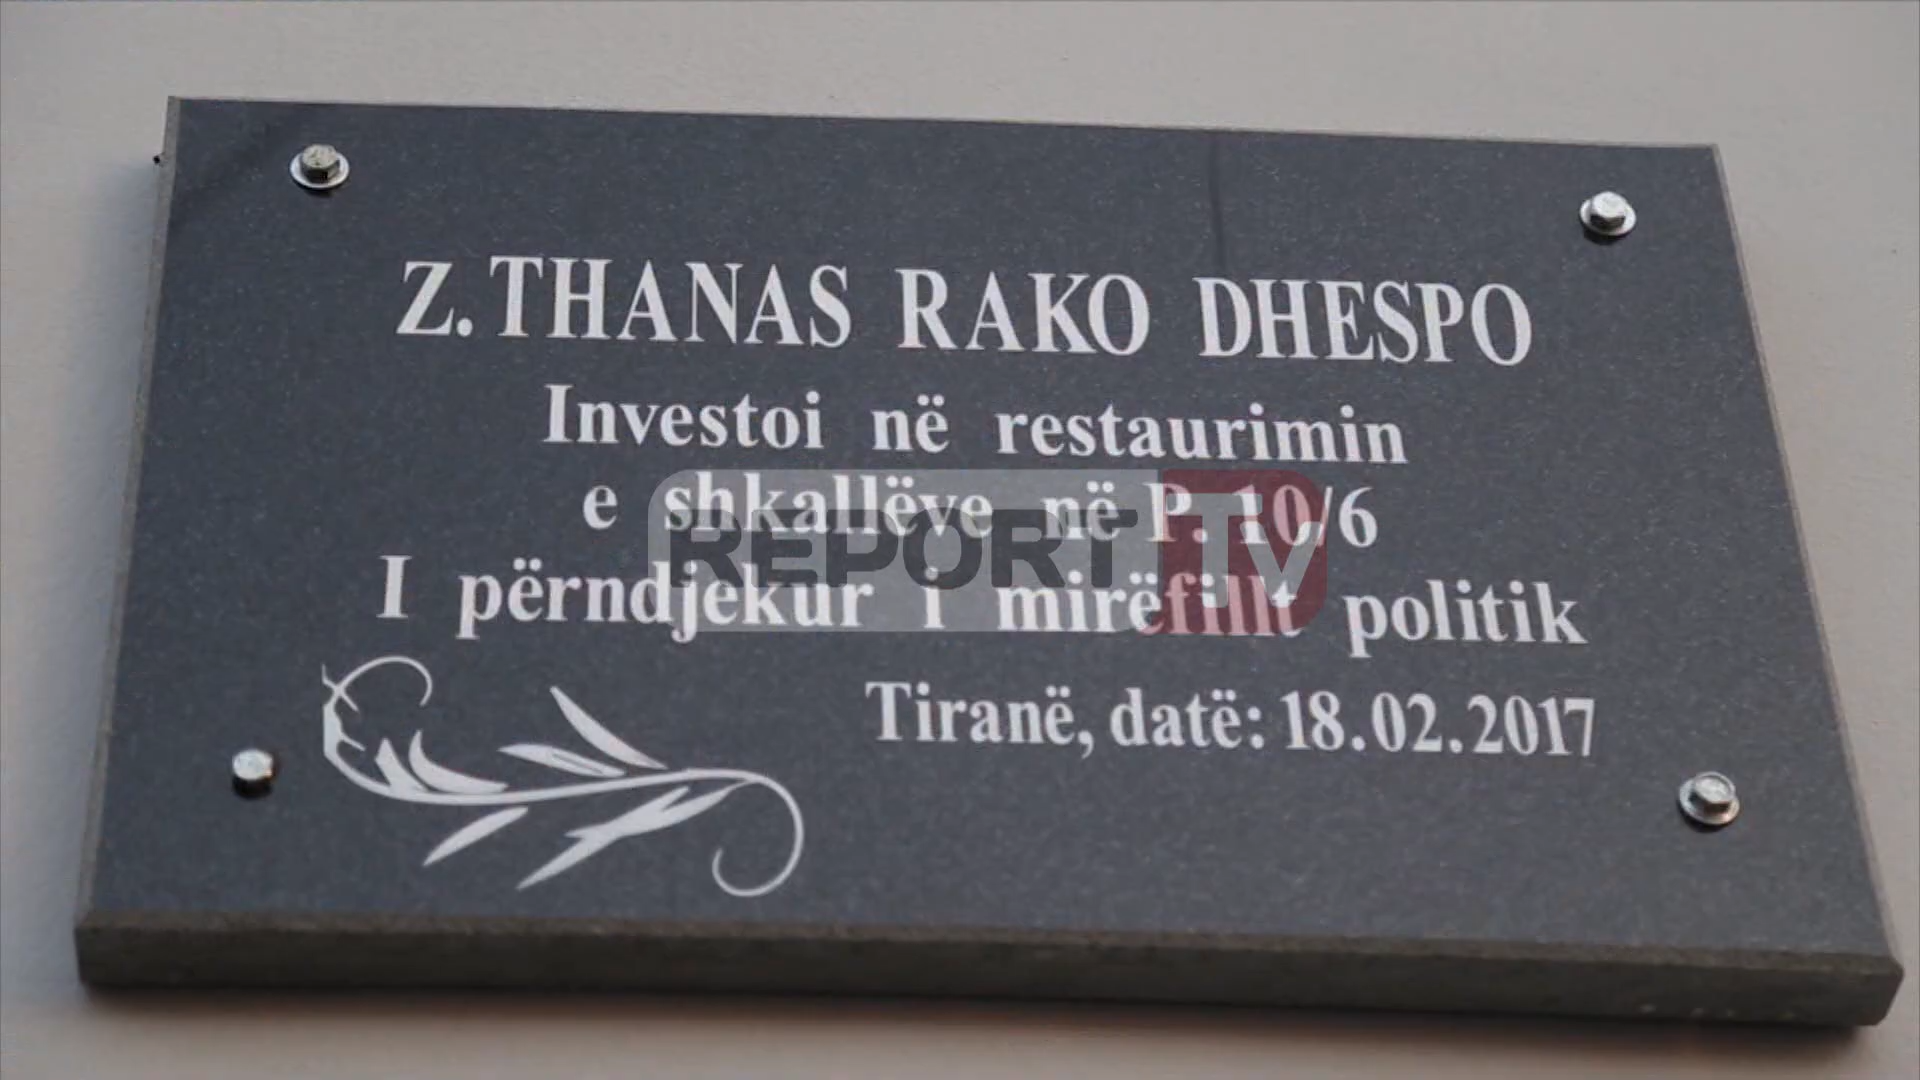 Z. THANAS RAKO DHESPO
Investoi në restaurimin
e shkallëve në P. 10/6
I përndjekur i mirëfillt politik
Tiranë, datë: 18.02.2017
REPORT TV